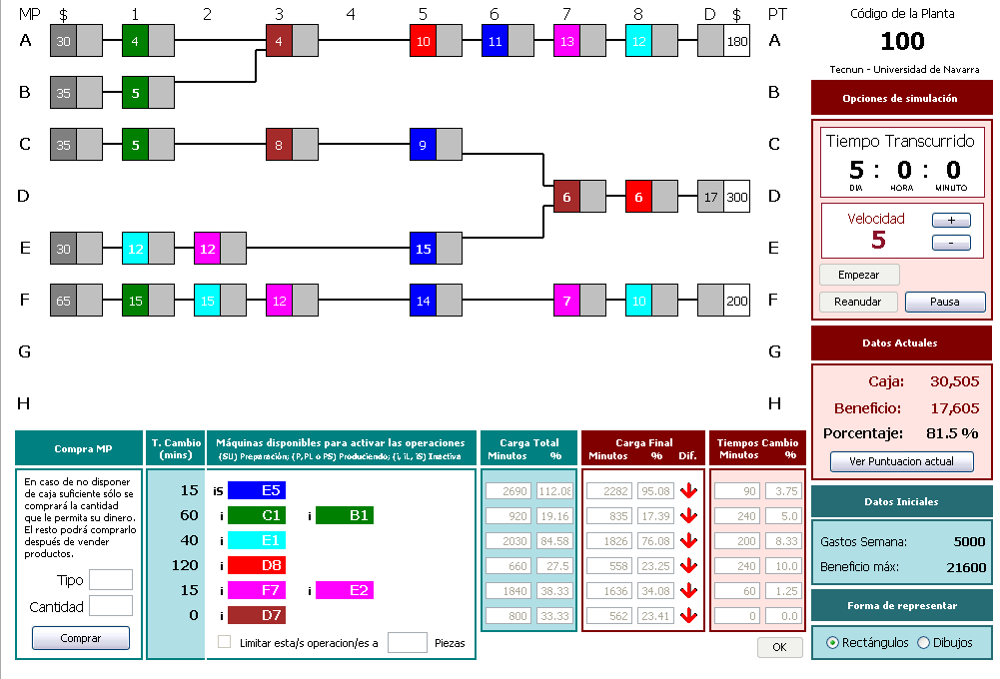 MP $ 1 2 3 4 5 6 7 8 D $ PT
A 30 4 4 10 11 13 12 180 A
B 35 5 B
C 35 5 8 9 C
D 6 6 17 300 D
E 30 12 12 15 E
F 65 15 15 12 14 7 10 200 F
G G
H H
Código de la Planta
100
Tecnun - Universidad de Navarra
Opciones de simulación
Tiempo Transcurrido
5 : 0 : 0
DIA HORA MINUTO
Velocidad
5
+
-
Empezar
Reanudar Pausa
Datos Actuales
Caja: 30,505
Beneficio: 17,605
Porcentaje: 81.5 %
Ver Puntuacion actual
Datos Iniciales
Gastos Semana: 5000
Beneficio máx: 21600
Forma de representar
Rectángulos Dibujos
Compra MP
En caso de no disponer
de caja suficiente sólo se
comprará la cantidad
que le permita su dinero.
El resto podrá comprarlo
después de vender
productos.
Tipo
Cantidad
Comprar
T. Cambo
(mins)
Máquinas disponibles para activar las operaciones
(SU) Preparación; (P,PL o PS) Produciendo; (i, iL, iS) Inactiva
15 iS E5
60 i C1 i B1
40 i E1
120 i D8
15 i F7 i E2
0 i D7
Limitar esta/s operacion/es a Piezas
Carga Total
Minutos %
2690 112.08
920 19.16
2030 84.58
660 27.5
1840 38.33
800 33.33
Carga Final
Minutos % Dif.
2282 95.08
835 17.39
1826 76.08
558 23.25
1636 34.08
562 23.41
Tiempos Cambio
Minutos %
90 3.75
240 5.0
200 8.33
240 10.0
60 1.25
0 0.0
OK